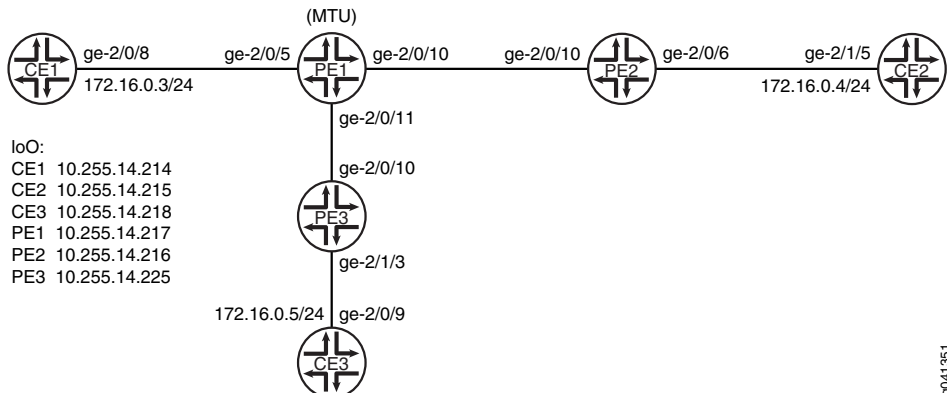 (MTU)
ge-2/0/8 ge-2/0/5 ge-2/0/10 ge-2/0/10 ge-2/0/6 ge-2/1/5
CE1 PE1 PE2 CE2
172.16.0.3/24 172.16.0.4/24
ge-2/0/11
loO:
CE1 10.255.14.214
CE2 10.255.14.215
CE3 10.255.14.218
PE1 10.255.14.217
PE2 10.255.14.216
PE3 10.255.14.225
ge-2/0/10
PE3
ge-2/1/3
172.16.0.5/24 ge-2/0/9
CE3
g041351